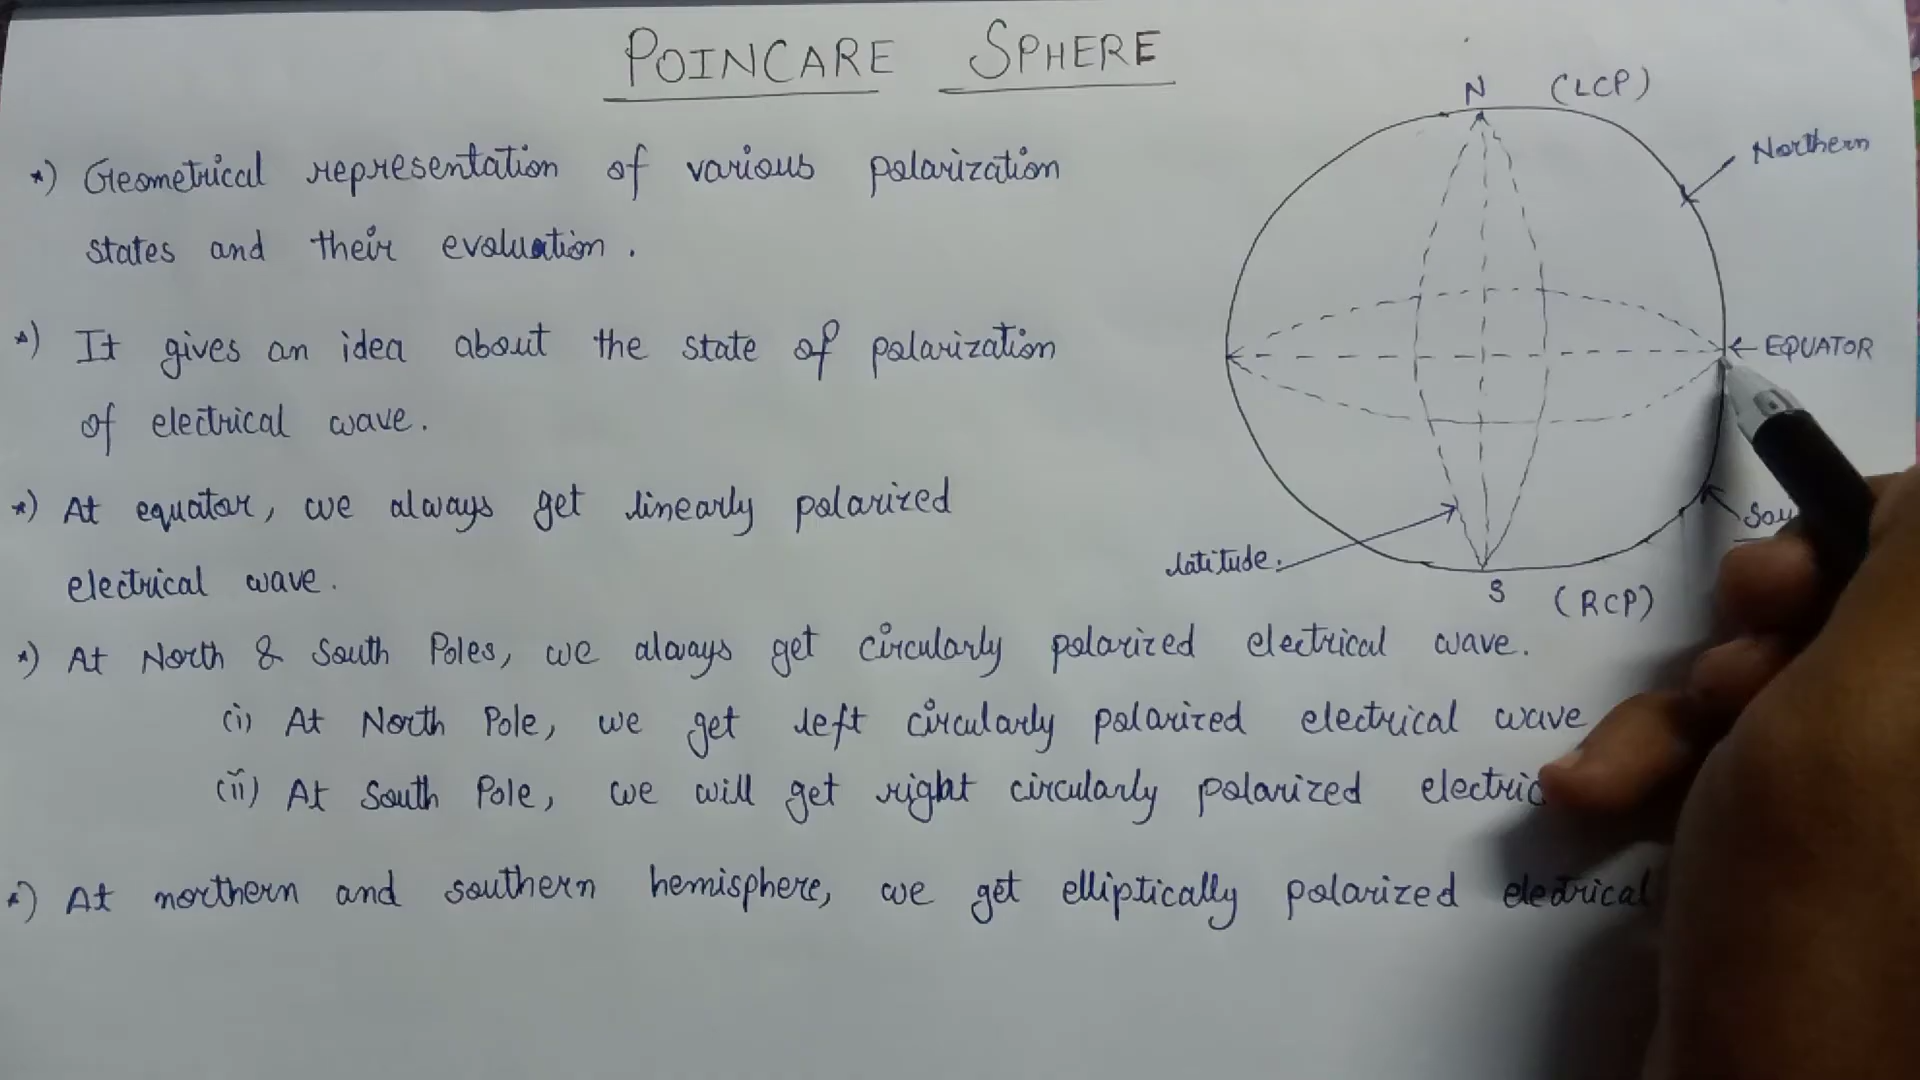 POINCARE SPHERE
*) Geometrical representation of various polarization
states and their evaluation.
*) It gives an idea about the state of polarization
of electrical wave.
*) At equator, we always get linearly polarized
electrical wave.
*) At North & South Poles, we always get circularly polarized electrical wave.
(i) At North Pole, we get left circularly polarized electrical wave
(ii) At South Pole, we will get right circularly polarized
*) At northern and southern hemisphere, we get elliptically polarized electrical
N (LCP)
Northern
← EQUATOR
latitude.
S (RCP)